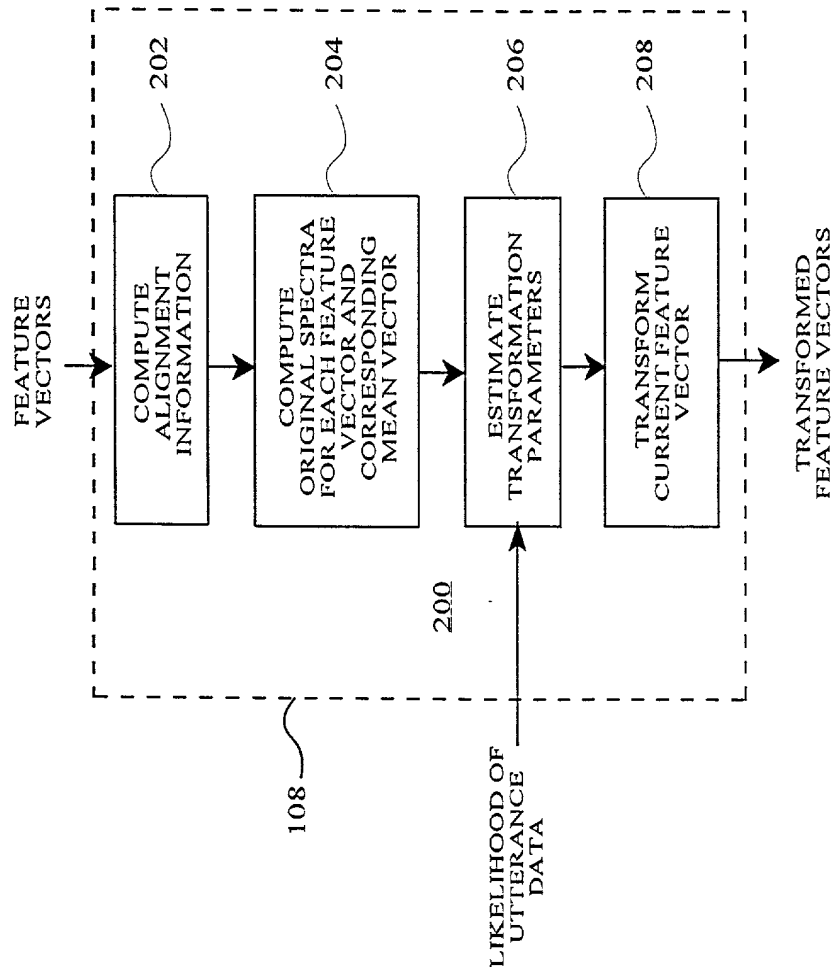 FEATURE
VECTORS
COMPUTE
ALIGNMENT
INFORMATION
202
COMPUTE
ORIGINAL SPECTRA
FOR EACH FEATURE
VECTOR AND
CORRESPONDING
MEAN VECTOR
204
ESTIMATE
TRANSFORMATION
PARAMETERS
206
TRANSFORM
CURRENT FEATURE
VECTOR
208
200
108
LIKELIHOOD OF
UTTERANCE
DATA
TRANSFORMED
FEATURE VECTORS